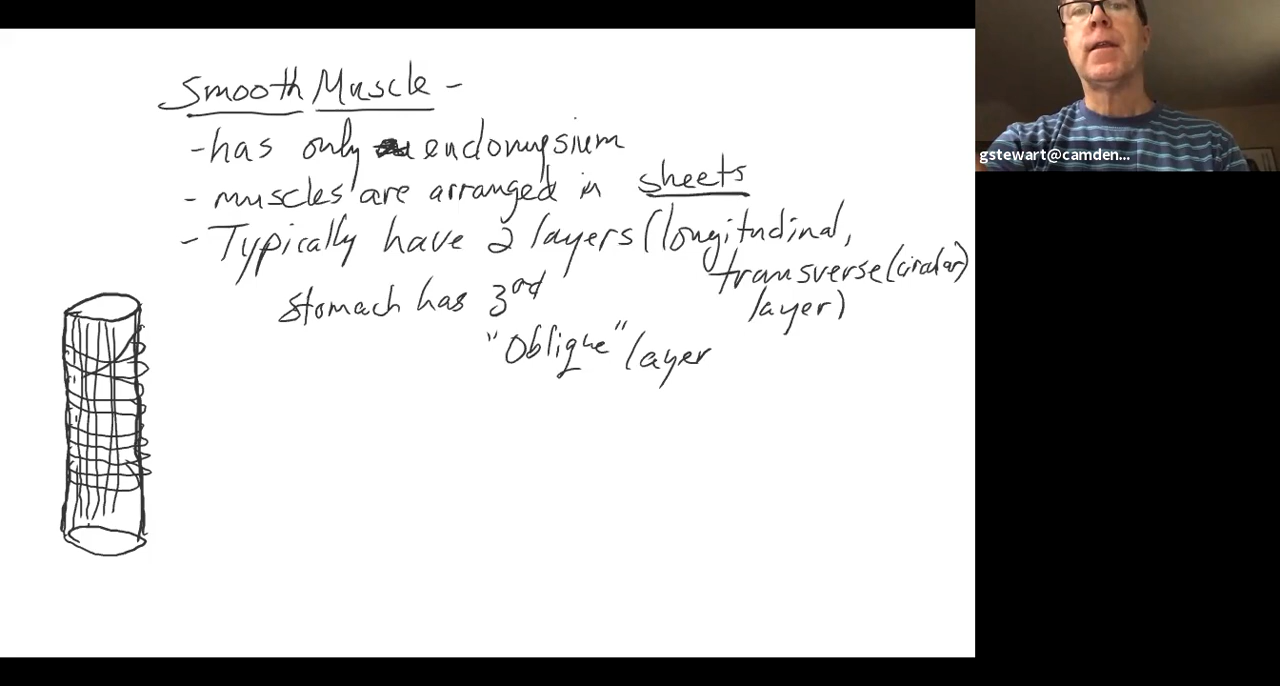 Smooth Muscle -
- has only endomysium
- muscles are arranged in sheets
- Typically have 2 layers (longitudinal,
transverse (circular)
layer)
stomach has 3rd
"Oblique" layer
gstewart@camden...